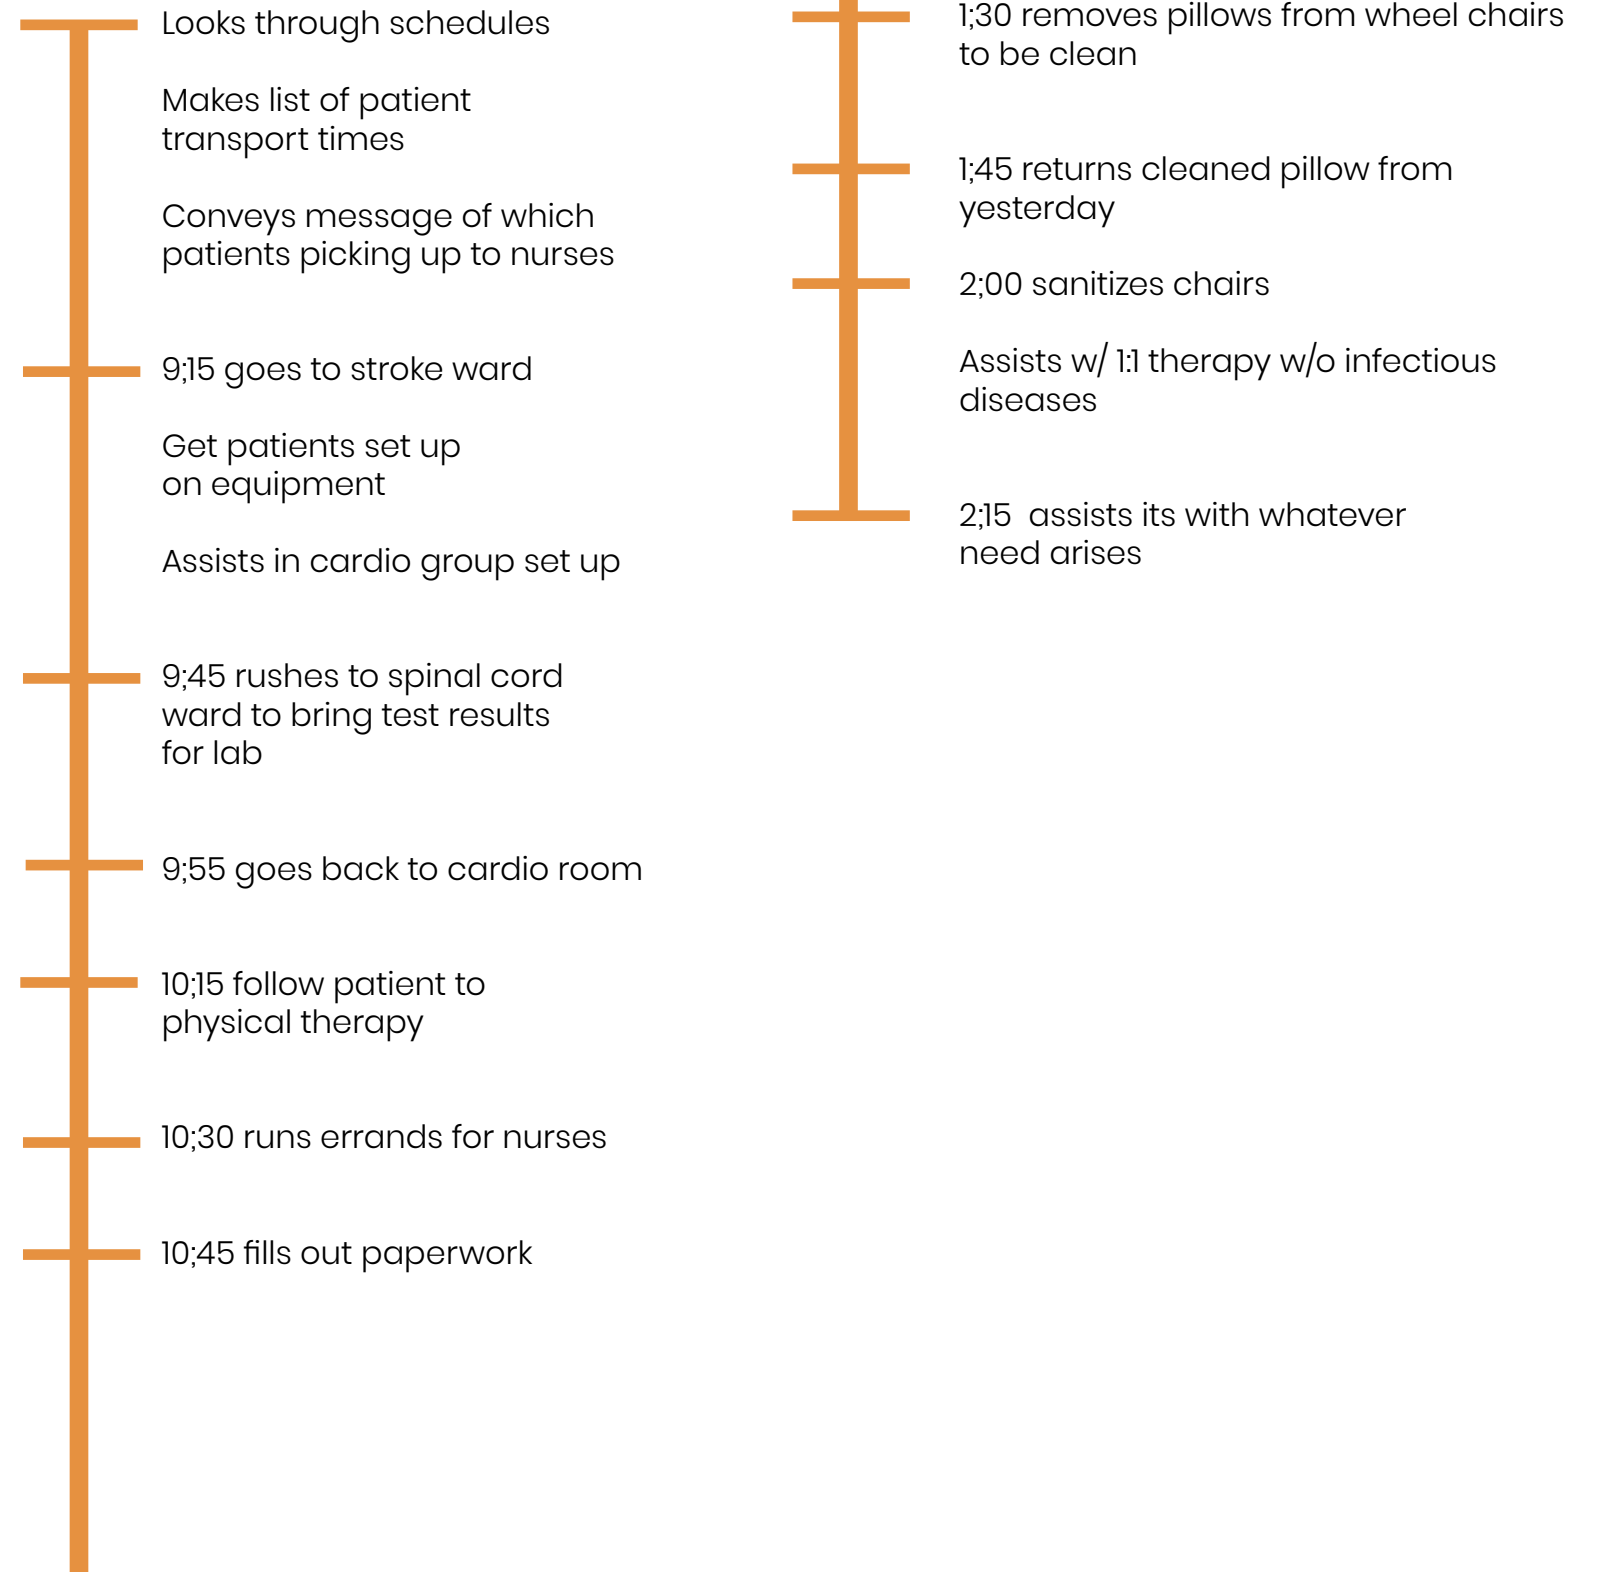 Looks through schedules
Makes list of patient
transport times
Conveys message of which
patients picking up to nurses
9;15 goes to stroke ward
Get patients set up
on equipment
Assists in cardio group set up
9;45 rushes to spinal cord
ward to bring test results
for lab
9;55 goes back to cardio room
10;15 follow patient to
physical therapy
10;30 runs errands for nurses
10;45 fills out paperwork
1;30 removes pillows from wheel chairs
to be clean
1;45 returns cleaned pillow from
yesterday
2;00 sanitizes chairs
Assists w/ 1:1 therapy w/o infectious
diseases
2;15  assists its with whatever
need arises